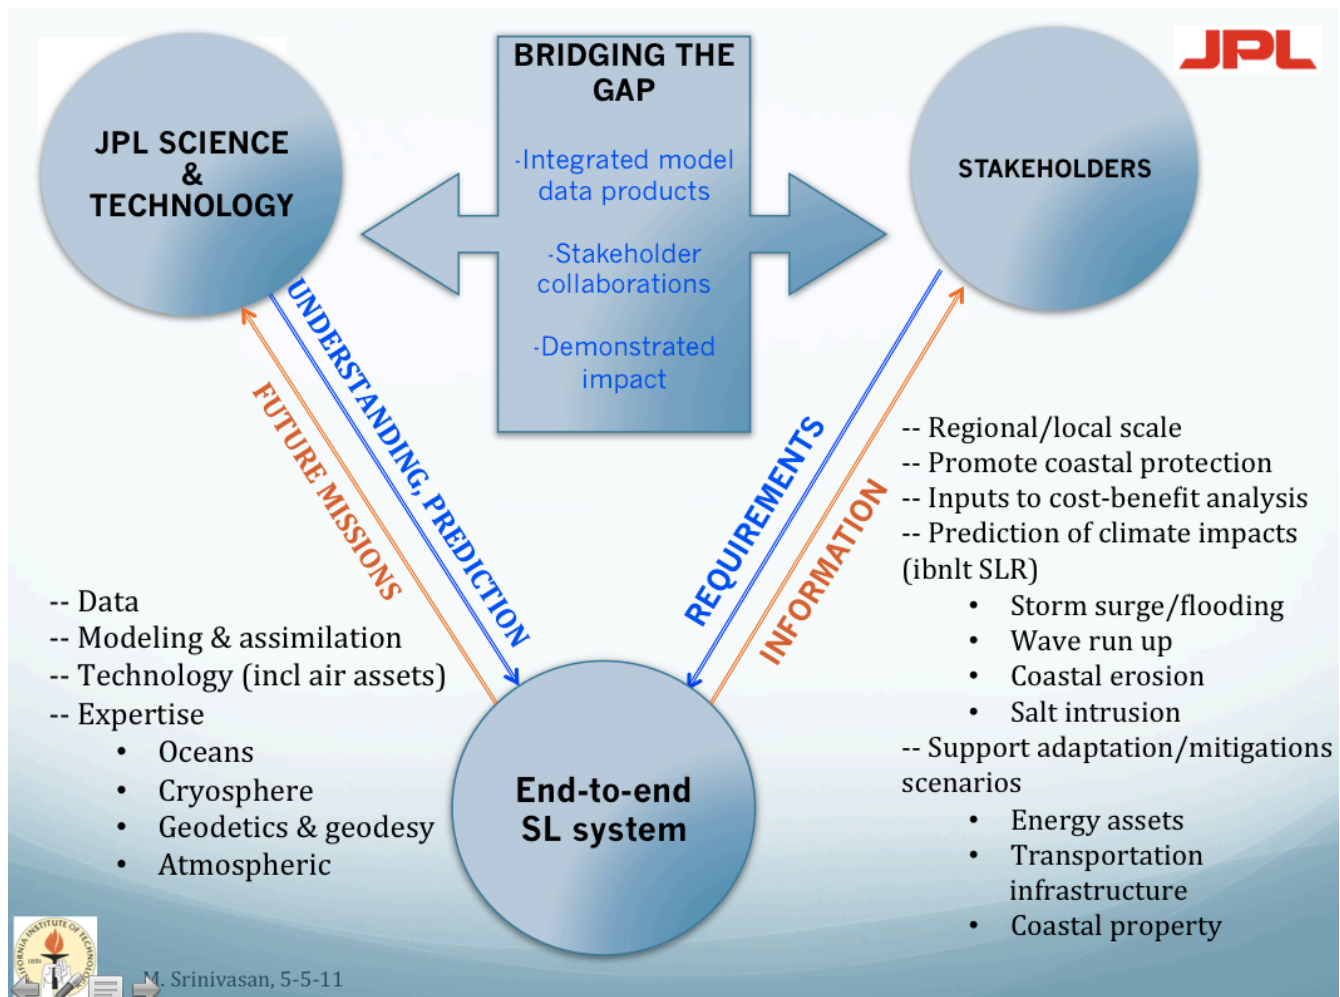 JPL
BRIDGING THE
GAP
-Integrated model
data products
-Stakeholder
collaborations
-Demonstrated
impact
JPL SCIENCE
&
TECHNOLOGY
STAKEHOLDERS
UNDERSTANDING, PREDICTION
FUTURE MISSIONS
REQUIREMENTS
INFORMATION
-- Data
-- Modeling & assimilation
-- Technology (incl air assets)
-- Expertise
• Oceans
• Cryosphere
• Geodetics & geodesy
• Atmospheric
End-to-end
SL system
-- Regional/local scale
-- Promote coastal protection
-- Inputs to cost-benefit analysis
-- Prediction of climate impacts
(ibnlt SLR)
• Storm surge/flooding
• Wave run up
• Coastal erosion
• Salt intrusion
-- Support adaptation/mitigations
scenarios
• Energy assets
• Transportation
infrastructure
• Coastal property
INSTITUTE OF
1891
M. Srinivasan, 5-5-11